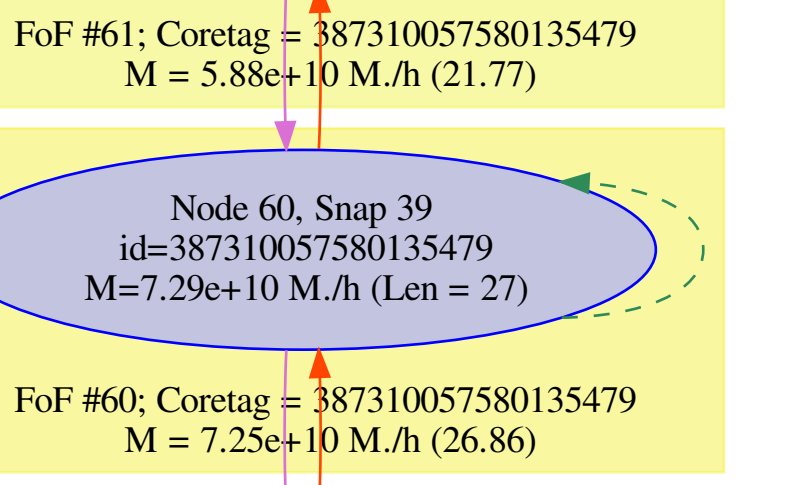 FoF #61; Coretag = 387310057580135479
M = 5.88e+10 M./h (21.77)
Node 60, Snap 39
id=387310057580135479
M=7.29e+10 M./h (Len = 27)
FoF #60; Coretag = 387310057580135479
M = 7.25e+10 M./h (26.86)